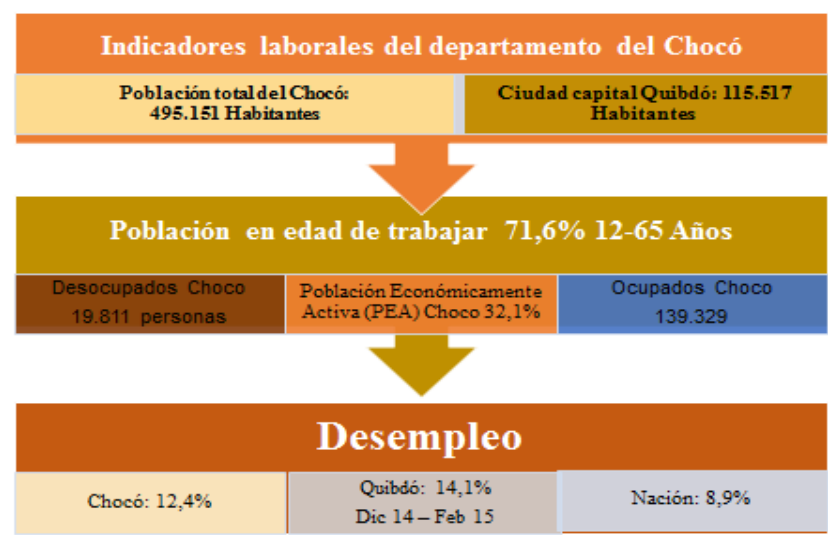 Indicadores laborales del departamento del Chocó
Población total del Chocó:
495.151 Habitantes
Ciudad capital Quibdó: 115.517
Habitantes
Población en edad de trabajar 71,6% 12-65 Años
Desocupados Choco
19.811 personas
Población Económicamente
Activa (PEA) Choco 32,1%
Ocupados Choco
139.329
Desempleo
Chocó: 12,4%
Quibdó: 14,1%
Dic 14 – Feb 15
Nación: 8,9%